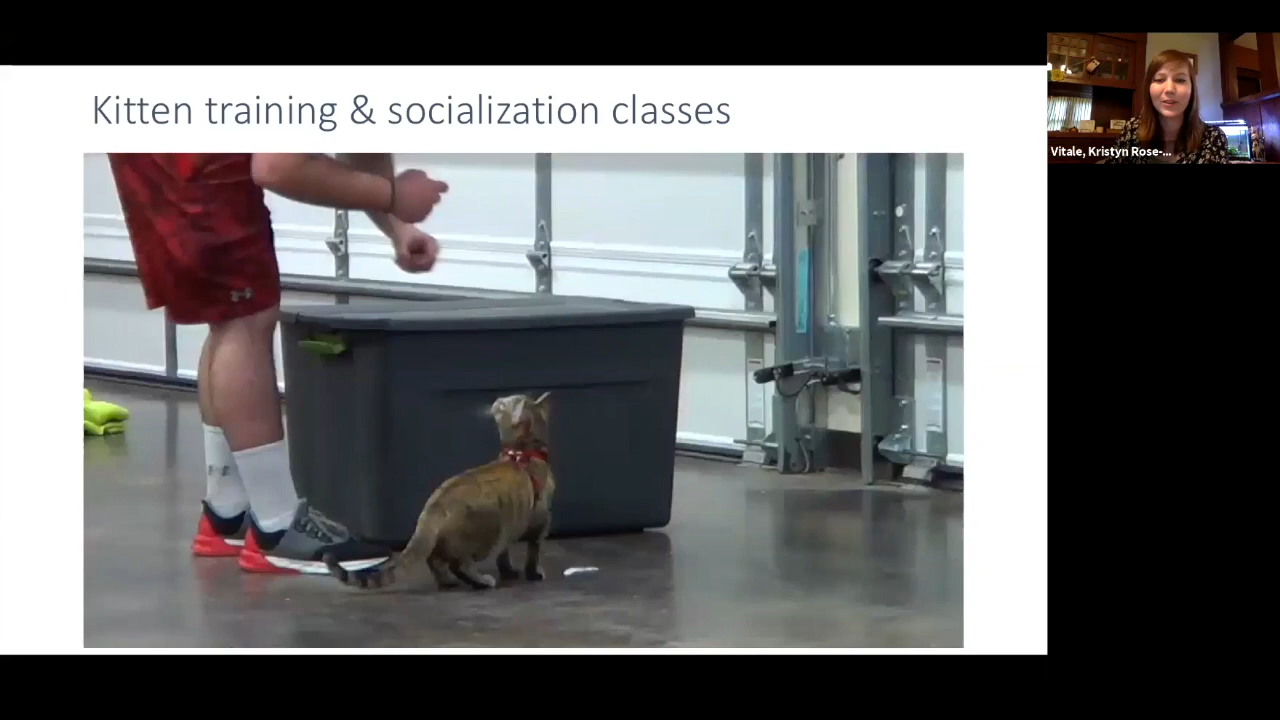 Kitten training & socialization classes
Vitale, Kristyn Rose-...